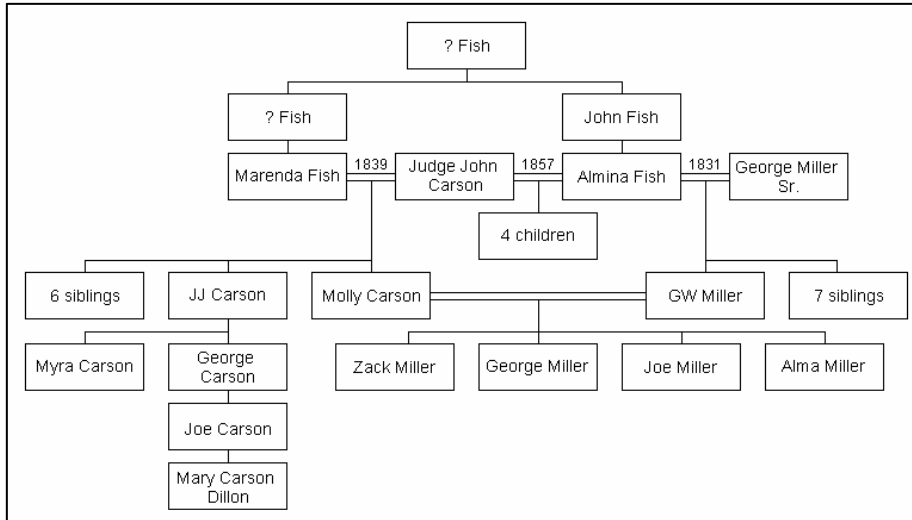 ? Fish
? Fish
John Fish
Marenda Fish
1839
Judge John
Carson
1857
Almina Fish
1831
George Miller
Sr.
4 children
6 siblings
JJ Carson
Molly Carson
GW Miller
7 siblings
Myra Carson
George
Carson
Zack Miller
George Miller
Joe Miller
Alma Miller
Joe Carson
Mary Carson
Dillon